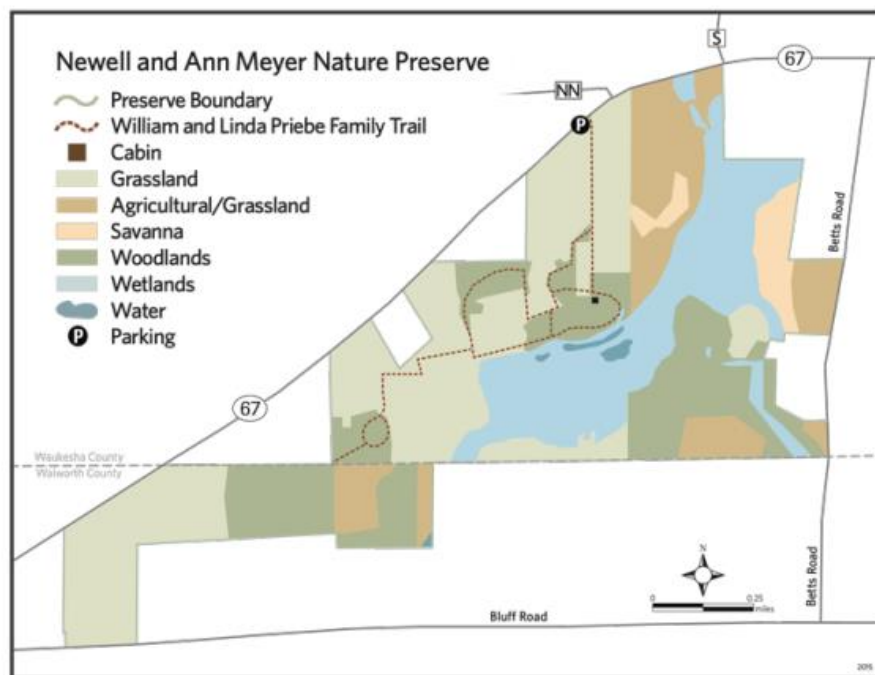 S
67
Newell and Ann Meyer Nature Preserve
NN
Preserve Boundary
William and Linda Priebe Family Trail
P
Cabin
Grassland
Agricultural/Grassland
Savanna
Woodlands
Wetlands
Water
P
Parking
Betts Road
67
Waukesha County
Walworth County
N
0
0.25
miles
Betts Road
Bluff Road
2015